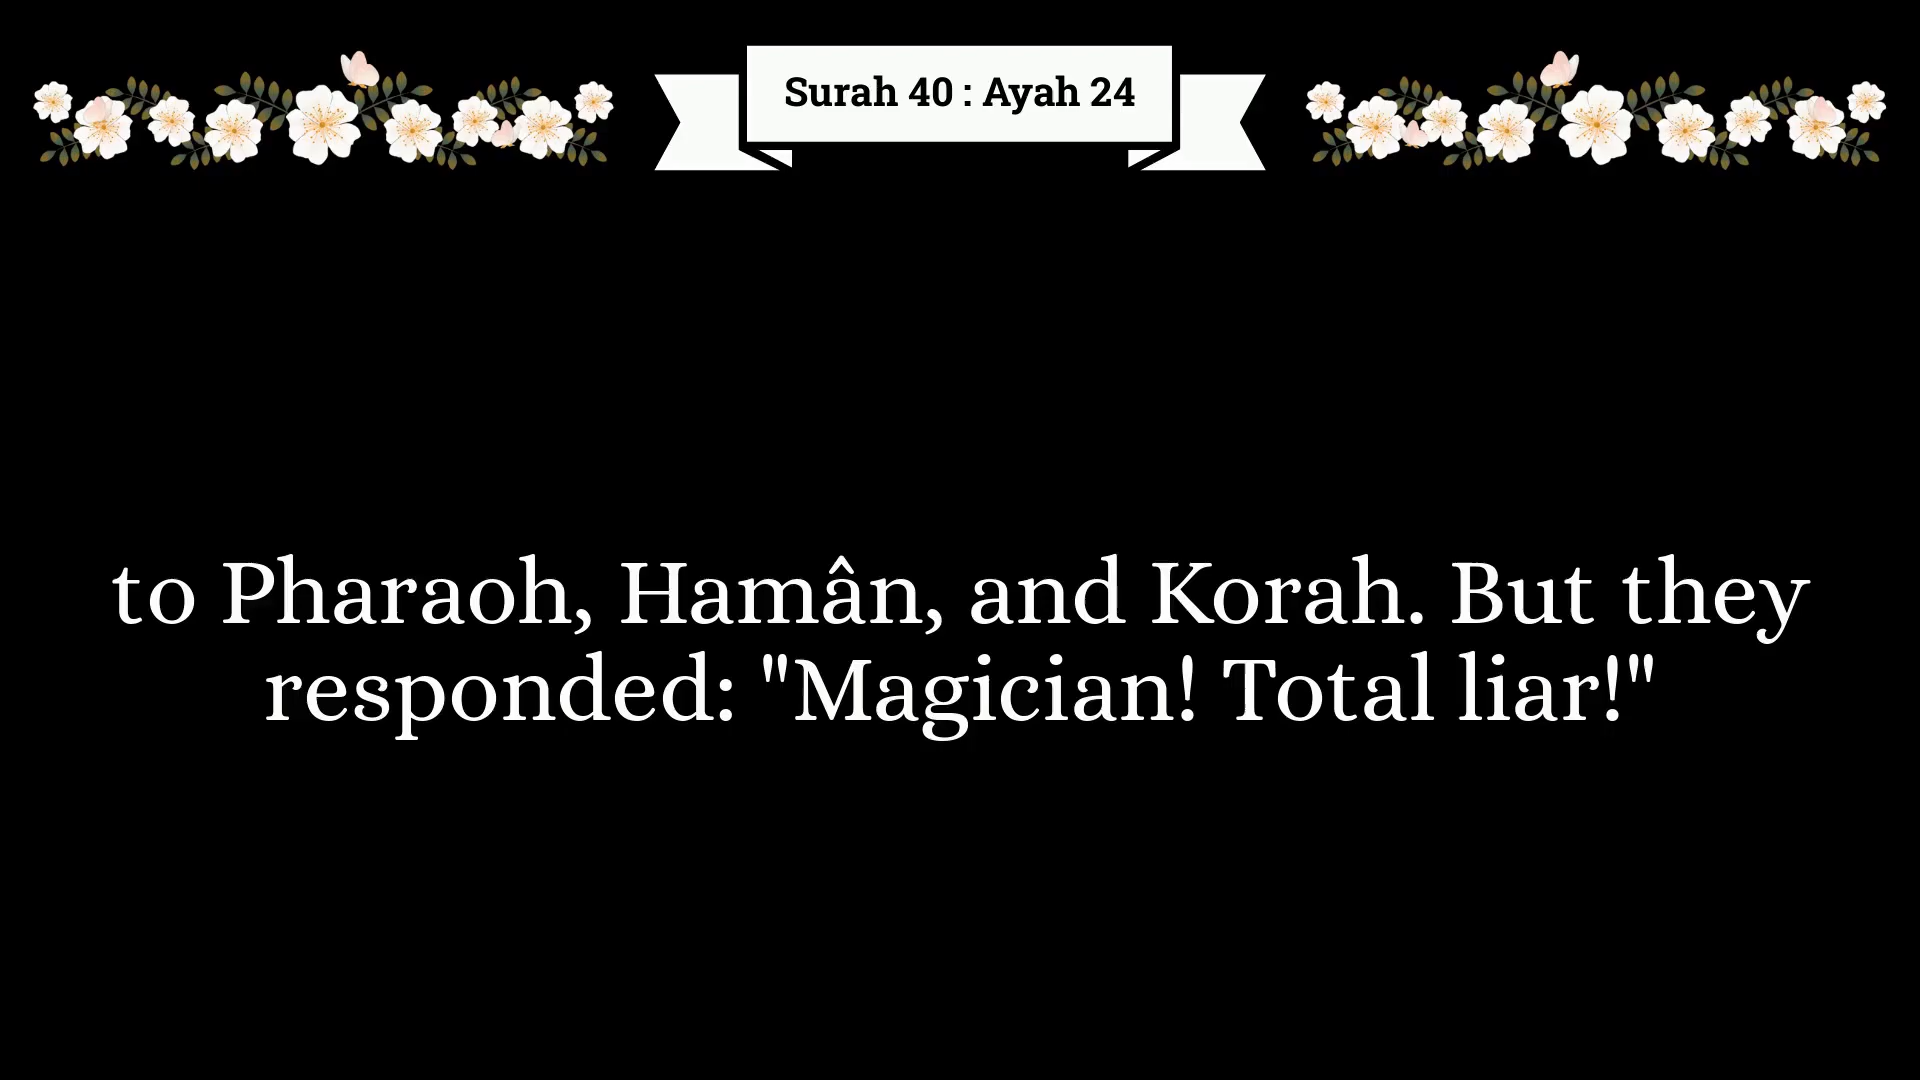 Surah 40 : Ayah 24
to Pharaoh, Hamân, and Korah. But they
responded: "Magician! Total liar!"